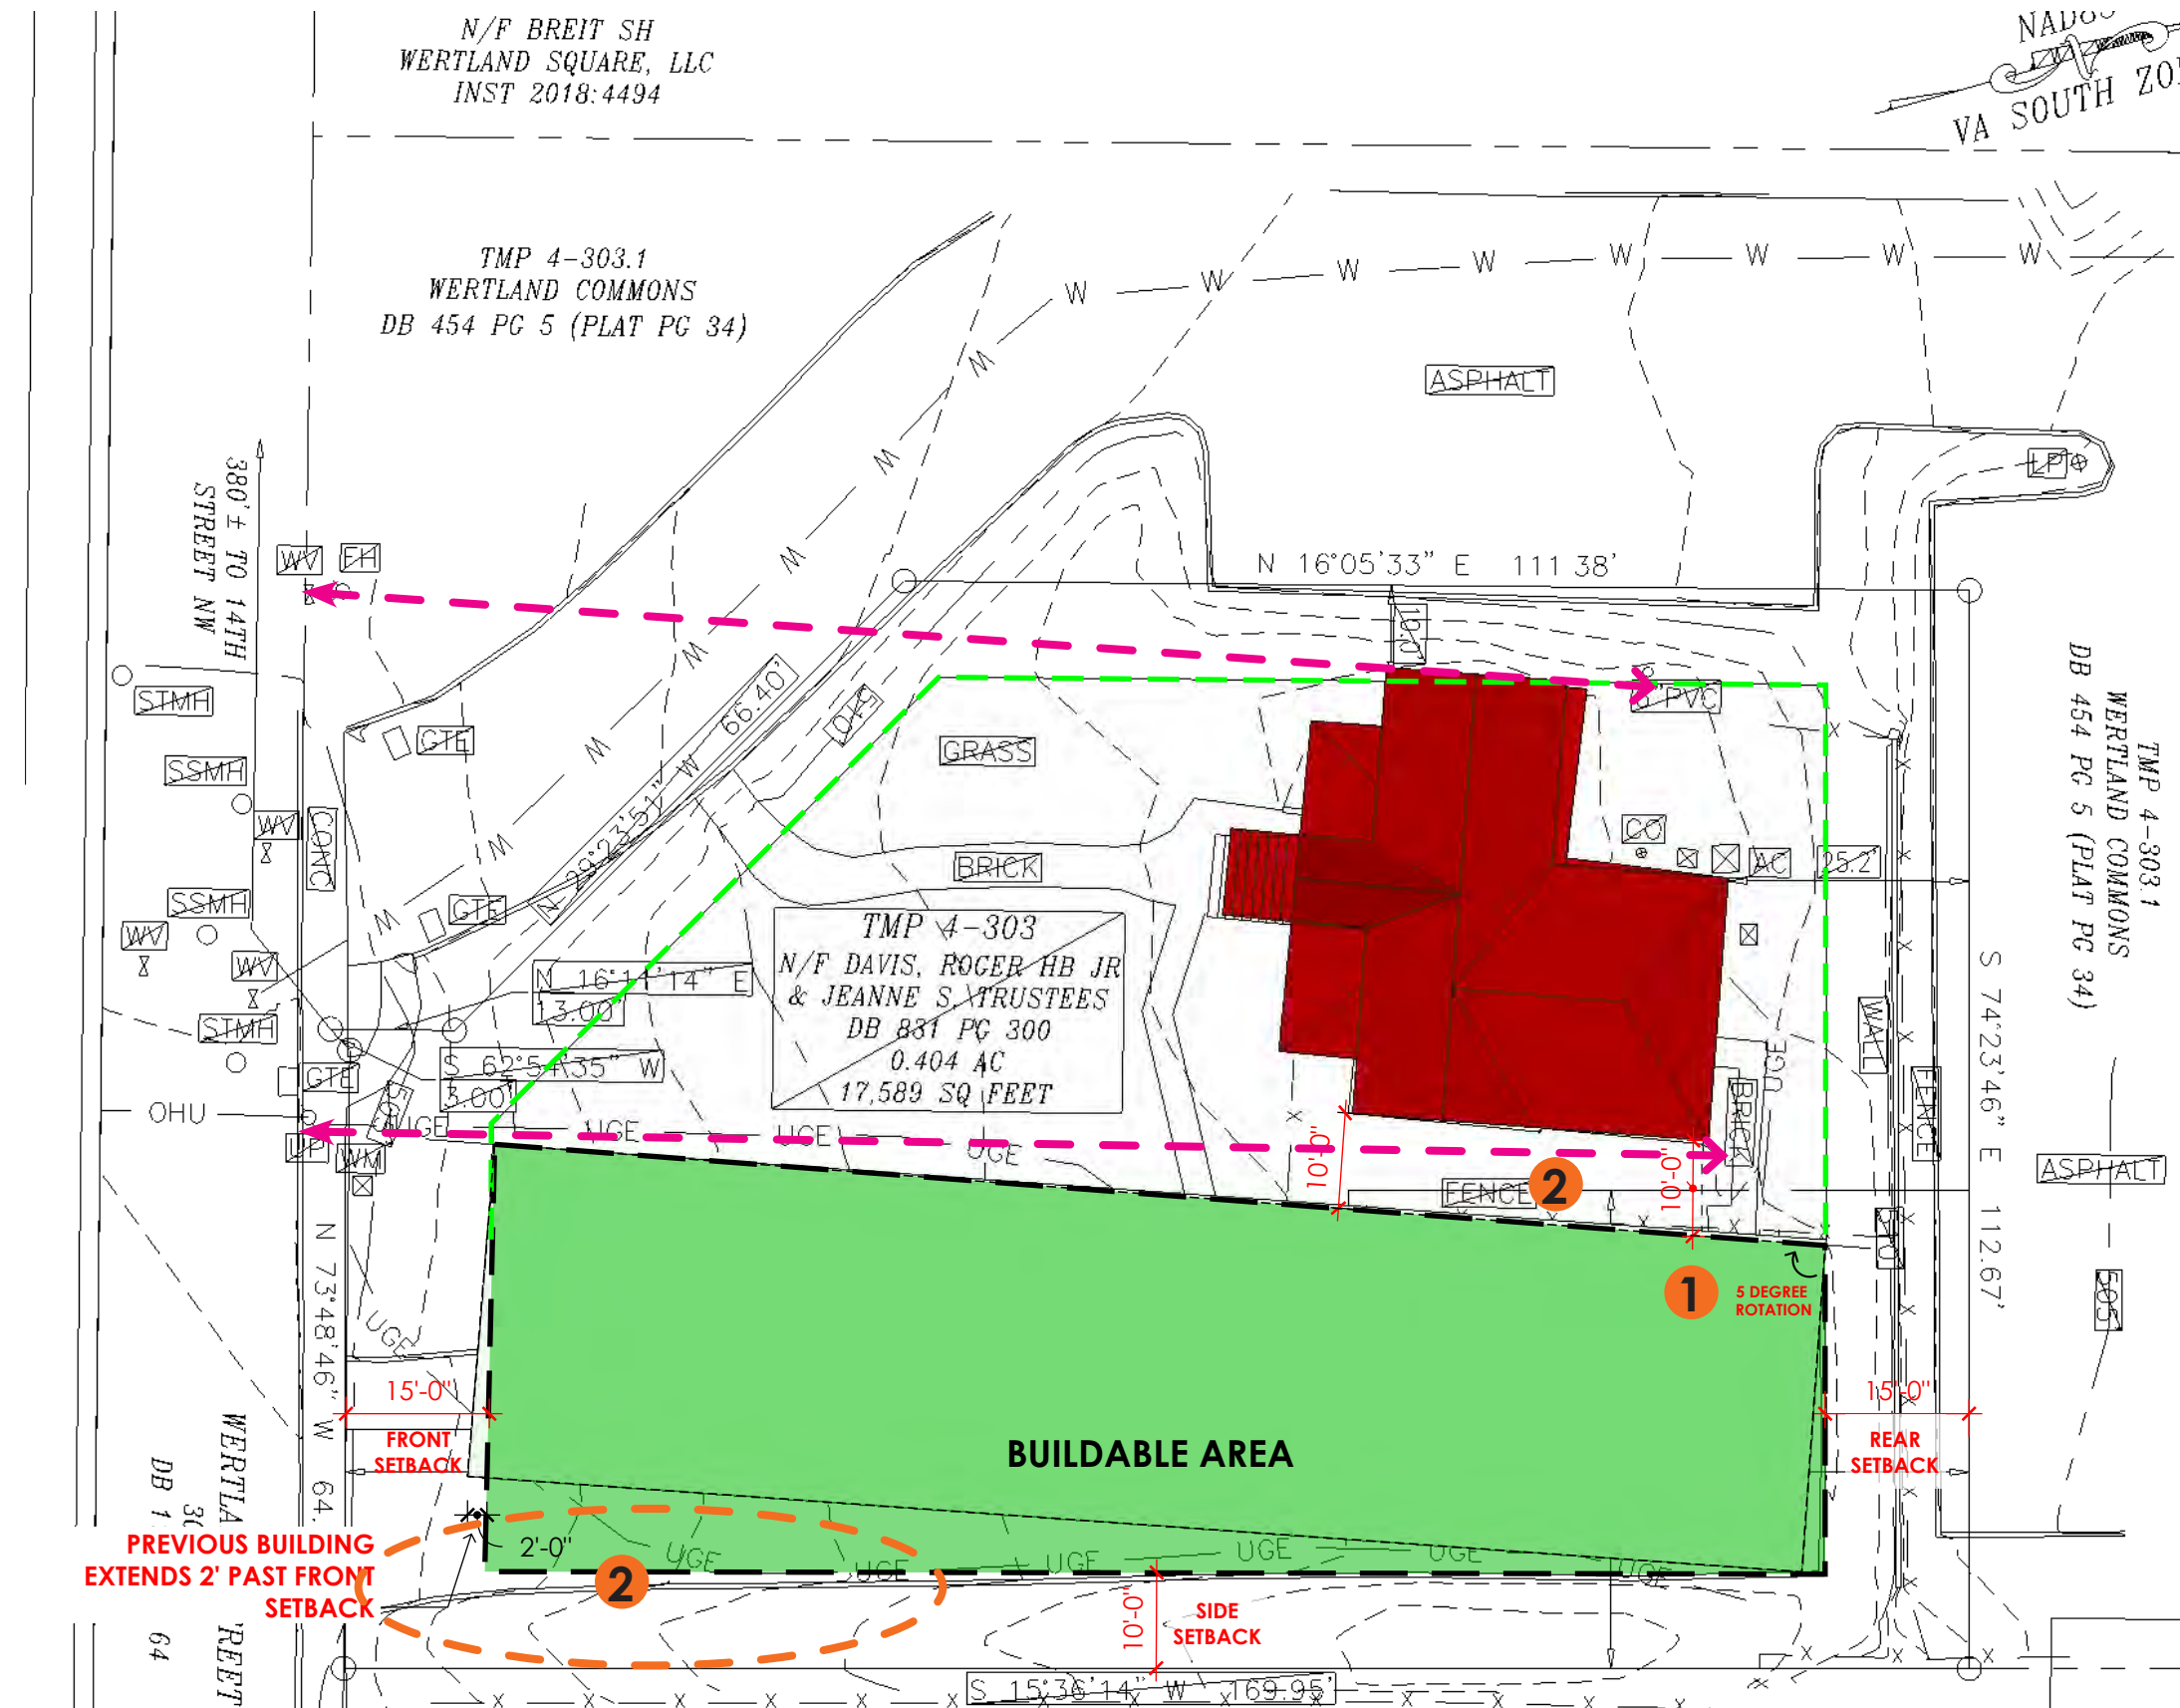 N/F BREIT SH
WERTLAND SQUARE, LLC
INST 2018:4494
VA SOUTH
TMP 4-303.1
WERTLAND COMMONS
DB 454 PG 5 (PLAT PG 34)
W W W W W W W W
W
W
W
W
W
W
W
W
ASPHALT
LP
380'± TO 14TH
STREET NW
WV FH
N 16°05'33" E 111.38'
10.0'
STMH
SSMH
WV
CONC
SSMH
WV
WV
STMH
GTE
GTE
GTE
66.40'
N 29°23'51" W
510
GRASS
PVC
BRICK
CO
AC
25.2'
TMP 4-303.1
WERTLAND COMMONS
DB 454 PG 5 (PLAT PG 34)
TMP 4-303
N/F DAVIS, ROGER HB JR
& JEANNE S, TRUSTEES
DB 831 PG 300
0.404 AC
17,589 SQ FEET
13.00'
S 62°54'35" W
3.00'
OHU
UP
WM
UGE UGE UGE UGE
UGE
BRICK
WALL
FENCE
S 74°23'46" E 112.67'
ASPHALT
505
510
10'-0"
10'-0"
FENCE
2
1
5 DEGREE
ROTATION
UGE
N 73°48'46" W 64.
15'-0"
FRONT
SETBACK
BUILDABLE AREA
15'-0"
REAR
SETBACK
DB 1
64
PREVIOUS BUILDING
EXTENDS 2' PAST FRONT
SETBACK
2'-0"
2
UGE UGE UGE UGE UGE UGE
10'-0"
SIDE
SETBACK
S 15°36'14" W 169.95'